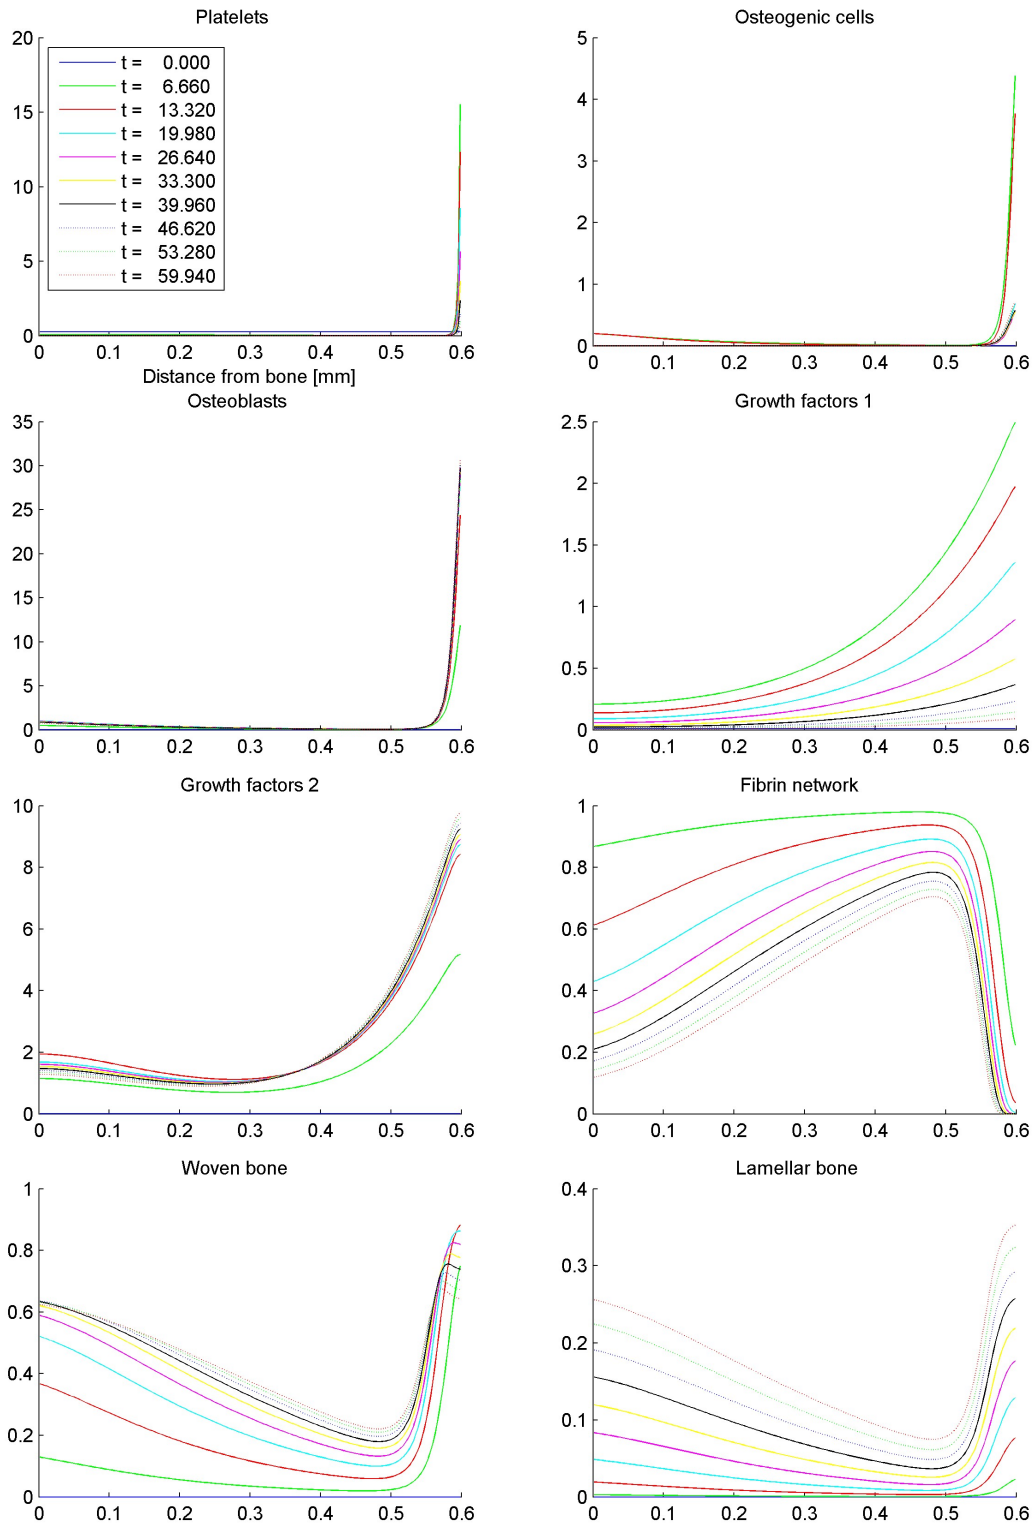 Platelets
20
15
10
5
0
t = 0.000
t = 6.660
t = 13.320
t = 19.980
t = 26.640
t = 33.300
t = 39.960
t = 46.620
t = 53.280
t = 59.940
0 0.1 0.2 0.3 0.4 0.5 0.6
Distance from bone [mm]
Osteogenic cells
5
4
3
2
1
0
0 0.1 0.2 0.3 0.4 0.5 0.6
Osteoblasts
35
30
25
20
15
10
5
0
0 0.1 0.2 0.3 0.4 0.5 0.6
Growth factors 1
2.5
2
1.5
1
0.5
0
0 0.1 0.2 0.3 0.4 0.5 0.6
Growth factors 2
10
8
6
4
2
0
0 0.1 0.2 0.3 0.4 0.5 0.6
Fibrin network
1
0.8
0.6
0.4
0.2
0
0 0.1 0.2 0.3 0.4 0.5 0.6
Woven bone
1
0.8
0.6
0.4
0.2
0
0 0.1 0.2 0.3 0.4 0.5 0.6
Lamellar bone
0.4
0.3
0.2
0.1
0
0 0.1 0.2 0.3 0.4 0.5 0.6